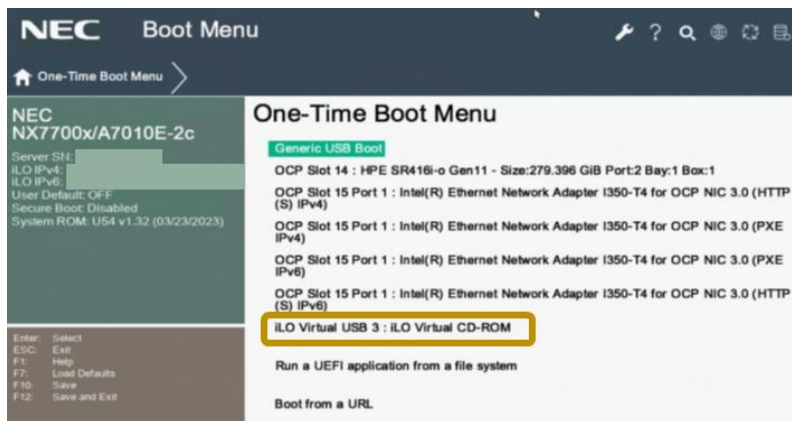 NEC Boot Menu
One-Time Boot Menu
NEC
NX7700x/A7010E-2c
Server SN:
iLO IPv4:
iLO IPv6:
User Default: OFF
Secure Boot: Disabled
System ROM: U54 v1.32 (03/23/2023)
Enter: Select
ESC: Exit
F1: Help
F7: Load Defaults
F10: Save
F12: Save and Exit
One-Time Boot Menu
Generic USB Boot
OCP Slot 14 : HPE SR416i-o Gen11 - Size:279.396 GiB Port:2 Bay:1 Box:1
OCP Slot 15 Port 1 : Intel(R) Ethernet Network Adapter I350-T4 for OCP NIC 3.0 (HTTP
(S) IPv4)
OCP Slot 15 Port 1 : Intel(R) Ethernet Network Adapter I350-T4 for OCP NIC 3.0 (PXE
IPv4)
OCP Slot 15 Port 1 : Intel(R) Ethernet Network Adapter I350-T4 for OCP NIC 3.0 (PXE
IPv6)
OCP Slot 15 Port 1 : Intel(R) Ethernet Network Adapter I350-T4 for OCP NIC 3.0 (HTTP
(S) IPv6)
iLO Virtual USB 3 : iLO Virtual CD-ROM
Run a UEFI application from a file system
Boot from a URL